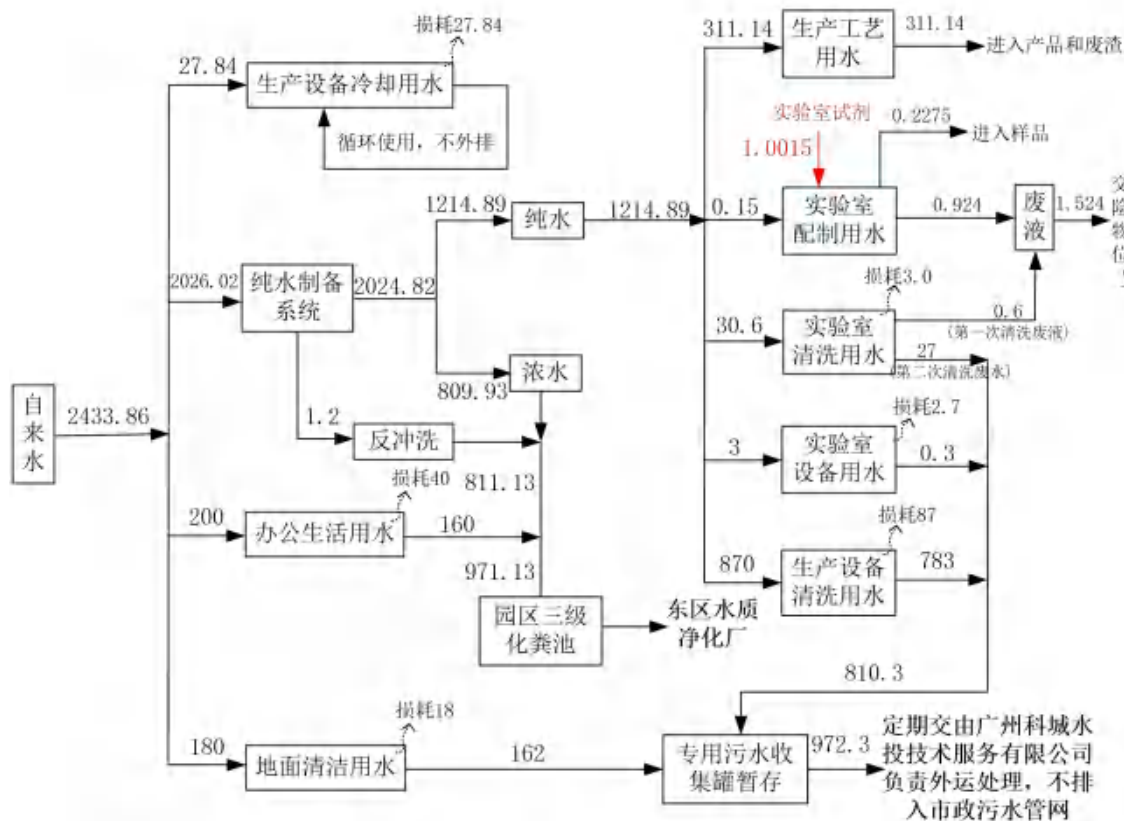 损耗27.84
27.84
生产设备冷却用水
循环使用，不外排
311.14
生产工艺
用水
311.14
进入产品和废渣
实验室试剂
1.0015
0.2275
进入样品
1214.89
纯水
1214.89
0.15
实验室
配制用水
0.924
废
液
1.524
2026.02
纯水制备
系统
2024.82
损耗3.0
30.6
实验室
清洗用水
0.6
(第一次清洗废液)
27
(第二次清洗废水)
809.93
浓水
自
来
水
2433.86
1.2
反冲洗
811.13
损耗2.7
3
实验室
设备用水
0.3
损耗40
200
办公生活用水
160
971.13
损耗87
870
生产设备
清洗用水
783
园区三级
化粪池
东区水质
净化厂
810.3
损耗18
180
地面清洁用水
162
专用污水收
集罐暂存
972.3
定期交由广州科城水
投技术服务有限公司
负责外运处理，不排
入市政污水管网